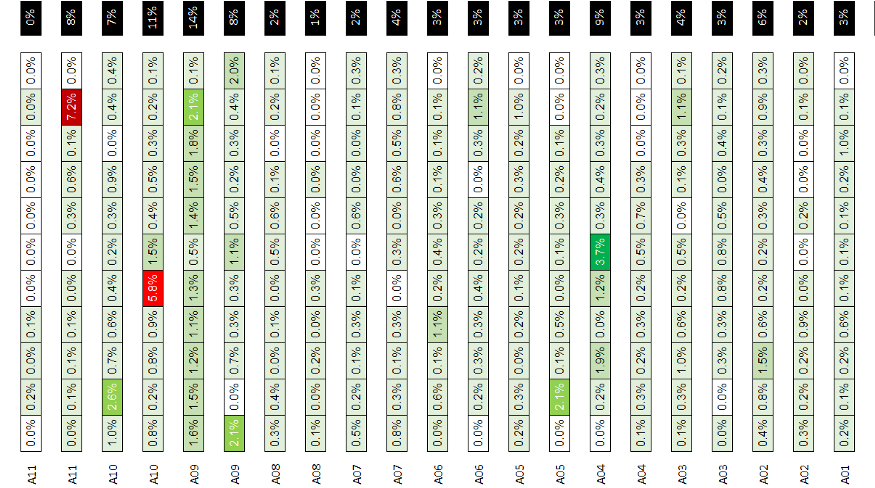 A11 0.0% 0.2% 0.0% 0.1% 0.0% 0.0% 0.0% 0.0% 0.0% 0.0% 0.0% 0%
A11 0.0% 0.1% 0.1% 0.1% 0.0% 0.0% 0.3% 0.6% 0.1% 7.2% 0.0% 8%
A10 1.0% 2.6% 0.7% 0.6% 0.4% 0.2% 0.3% 0.9% 0.0% 0.4% 0.4% 7%
A10 0.8% 0.2% 0.8% 0.9% 5.8% 1.5% 0.4% 0.5% 0.3% 0.2% 0.1% 11%
A09 1.6% 1.5% 1.2% 1.1% 1.3% 0.5% 1.4% 1.5% 1.8% 2.1% 0.1% 14%
A09 2.1% 0.0% 0.7% 0.3% 0.3% 1.1% 0.5% 0.2% 0.3% 0.4% 2.0% 8%
A08 0.3% 0.4% 0.0% 0.1% 0.0% 0.5% 0.6% 0.1% 0.0% 0.2% 0.1% 2%
A08 0.1% 0.0% 0.2% 0.0% 0.3% 0.0% 0.0% 0.0% 0.0% 0.0% 0.0% 1%
A07 0.5% 0.2% 0.1% 0.1% 0.1% 0.0% 0.6% 0.0% 0.0% 0.1% 0.3% 2%
A07 0.8% 0.3% 0.1% 0.3% 0.0% 0.3% 0.0% 0.6% 0.5% 0.8% 0.3% 4%
A06 0.0% 0.6% 0.0% 1.1% 0.2% 0.4% 0.3% 0.1% 0.1% 0.1% 0.0% 3%
A06 0.0% 0.2% 0.3% 0.3% 0.4% 0.2% 0.2% 0.0% 0.3% 1.1% 0.2% 3%
A05 0.2% 0.3% 0.0% 0.2% 0.1% 0.2% 0.2% 0.3% 0.2% 1.0% 0.0% 3%
A05 0.0% 2.1% 0.1% 0.5% 0.2% 0.1% 0.3% 0.2% 0.1% 0.0% 0.0% 3%
A04 0.0% 0.2% 1.9% 0.0% 1.2% 3.7% 0.3% 0.4% 0.3% 0.2% 0.3% 9%
A04 0.1% 0.3% 0.2% 0.3% 0.2% 0.5% 0.7% 0.3% 0.0% 0.0% 0.0% 3%
A03 0.1% 0.3% 1.0% 0.6% 0.2% 0.5% 0.0% 0.1% 0.3% 1.1% 0.1% 4%
A03 0.0% 0.0% 0.3% 0.3% 0.8% 0.8% 0.5% 0.3% 0.4% 0.1% 0.2% 3%
A02 0.4% 0.8% 1.5% 0.6% 0.2% 0.2% 0.3% 0.4% 0.3% 0.9% 0.3% 6%
A02 0.3% 0.2% 0.2% 0.9% 0.0% 0.0% 0.2% 0.0% 0.0% 0.1% 0.0% 2%
A01 0.2% 0.1% 0.2% 0.6% 0.1% 0.1% 0.1% 0.2% 1.0% 0.1% 0.0% 3%